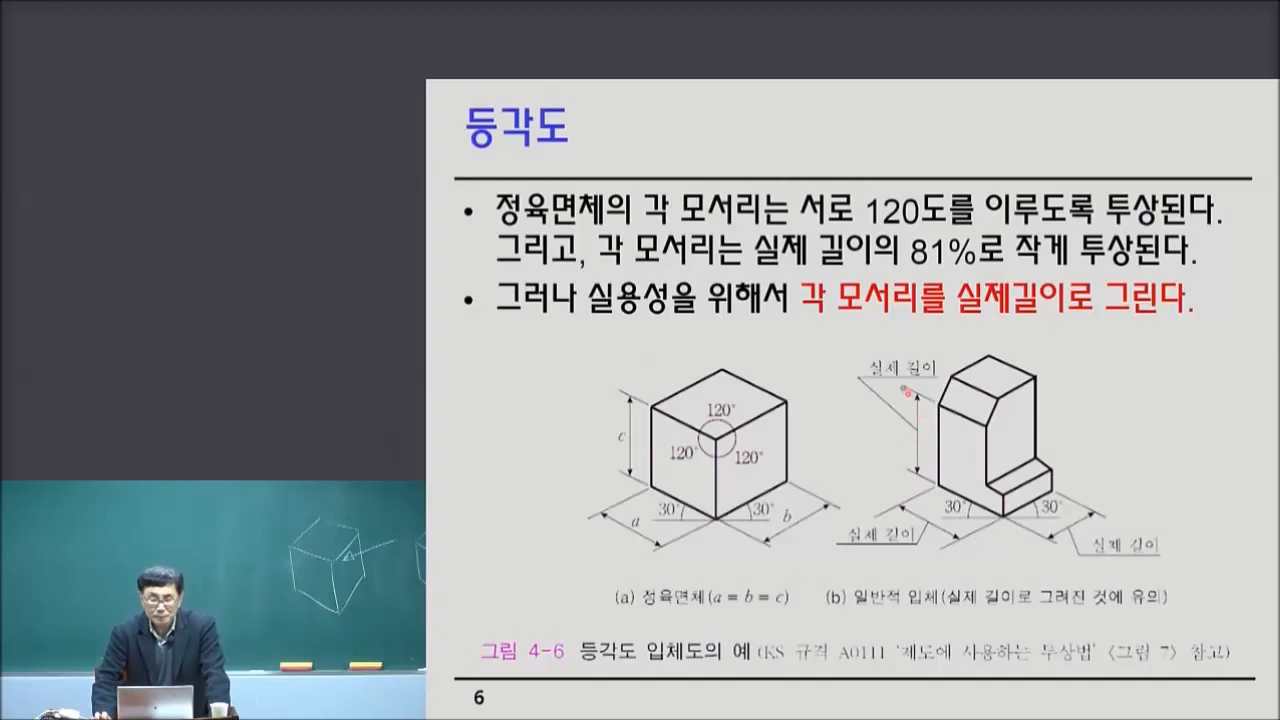 등각도
• 정육면체의 각 모서리는 서로 120도를 이루도록 투상된다.
그리고, 각 모서리는 실제 길이의 81%로 작게 투상된다.
• 그러나 실용성을 위해서 각 모서리를 실제길이로 그린다.
120°
120°
120°
c
30°
30°
a
b
실제 길이
30°
30°
실제 길이
실제 길이
(a) 정육면체(a = b = c)
(b) 일반적 입체(실제 길이로 그려진 것에 유의)
그림 4-6 등각도 입체도의 예 (KS 규격 A0111 '제도에 사용하는 투상법' 〈그림 7〉 참고)
6